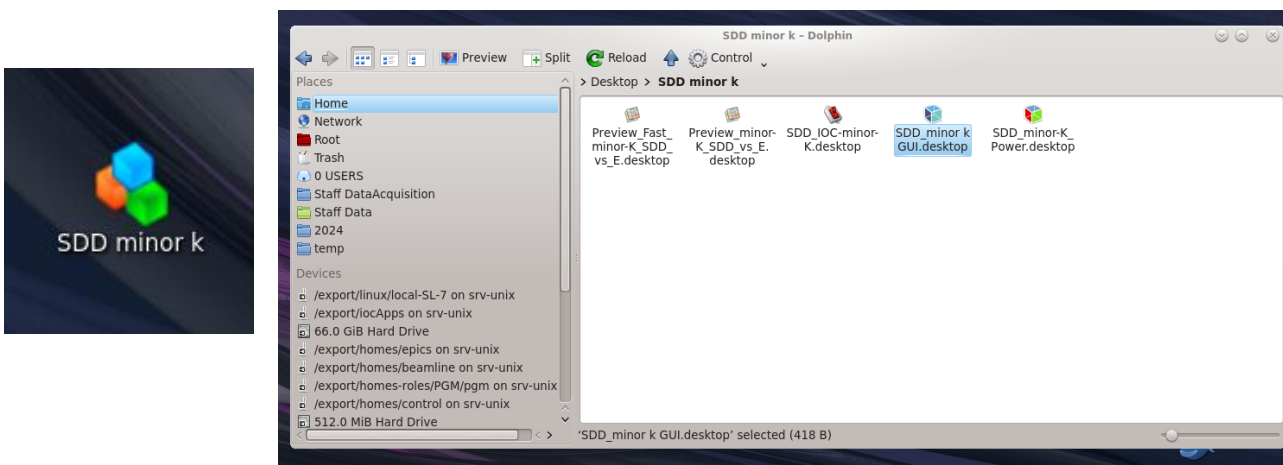 SDD minor k
SDD minor k – Dolphin
Preview
Split
Reload
Control
Places
> Desktop > SDD minor k
Home
Network
Root
Trash
0 USERS
Staff DataAcquisition
Staff Data
2024
temp
Devices
/export/linux/local-SL-7 on srv-unix
/export/iocApps on srv-unix
66.0 GiB Hard Drive
/export/homes/epics on srv-unix
/export/homes/beamline on srv-unix
/export/homes-roles/PGM/pgm on srv-unix
/export/homes/control on srv-unix
512.0 MiB Hard Drive
Preview_Fast_
minor-K_SDD_
vs_E.desktop
Preview_minor-
K_SDD_vs_E.
desktop
SDD_IOC-minor-
K.desktop
SDD_minor k
GUI.desktop
SDD_minor-K_
Power.desktop
'SDD_minor k GUI.desktop' selected (418 B)